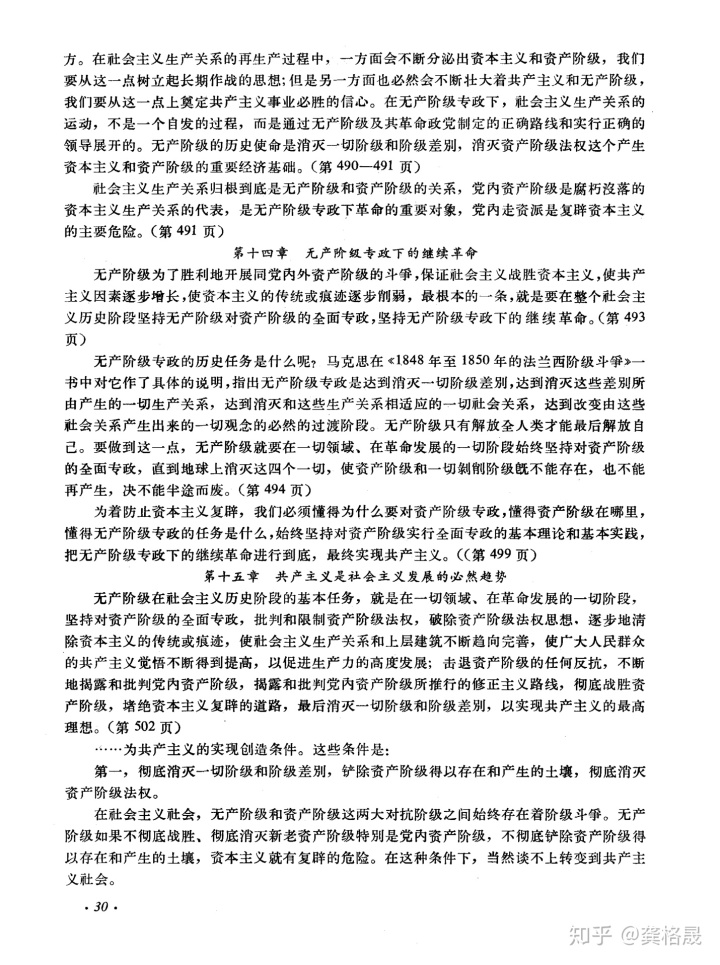 方。在社会主义生产关系的再生产过程中，一方面会不断分泌出资本主义和资产阶级，我们
要从这一点树立起长期作战的思想；但是另一方面也必然会不断壮大着共产主义和无产阶级，
我们要从这一点上奠定共产主义事业必胜的信心。在无产阶级专政下，社会主义生产关系的
运动，不是一个自发的过程，而是通过无产阶级及其革命政党制定的正确路线和实行正确的
领导展开的。无产阶级的历史使命是消灭一切阶级和阶级差别，消灭资产阶级法权这个产生
资本主义和资产阶级的重要经济基础。（第 490—491 页）
社会主义生产关系归根到底是无产阶级和资产阶级的关系，党内资产阶级是腐朽没落的
资本主义生产关系的代表，是无产阶级专政下革命的重要对象，党内走资派是复辟资本主义
的主要危险。（第 491 页）
第十四章 无产阶级专政下的继续革命
无产阶级为了胜利地开展同党内外资产阶级的斗争，保证社会主义战胜资本主义，使共产
主义因素逐步增长，使资本主义的传统或痕迹逐步削弱，最根本的一条，就是要在整个社会主
义历史阶段坚持无产阶级对资产阶级的全面专政，坚持无产阶级专政下的继续革命。（第 493
页）
无产阶级专政的历史任务是什么呢？马克思在《1848 年至 1850 年的法兰西阶级斗争》一
书中对它作了具体的说明，指出无产阶级专政是达到消灭一切阶级差别，达到消灭这些差别所
由产生的一切生产关系，达到消灭和这些生产关系相适应的一切社会关系，达到改变由这些
社会关系产生出来的一切观念的必然的过渡阶段。无产阶级只有解放全人类才能最后解放自
己。要做到这一点，无产阶级就要在一切领域、在革命发展的一切阶段始终坚持对资产阶级
的全面专政，直到地球上消灭这四个一切，使资产阶级和一切剥削阶级既不能存在，也不能
再产生，决不能半途而废。（第 494 页）
为着防止资本主义复辟，我们必须懂得为什么要对资产阶级专政，懂得资产阶级在哪里，
懂得无产阶级专政的任务是什么，始终坚持对资产阶级实行全面专政的基本理论和基本实践，
把无产阶级专政下的继续革命进行到底，最终实现共产主义。（（第 499 页）
第十五章 共产主义是社会主义发展的必然趋势
无产阶级在社会主义历史阶段的基本任务，就是在一切领域、在革命发展的一切阶段，
坚持对资产阶级的全面专政，批判和限制资产阶级法权，破除资产阶级法权思想、逐步地清
除资本主义的传统或痕迹，使社会主义生产关系和上层建筑不断趋向完善，使广大人民群众
的共产主义觉悟不断得到提高，以促进生产力的高度发展；击退资产阶级的任何反抗，不断
地揭露和批判党内资产阶级，揭露和批判党内资产阶级所推行的修正主义路线，彻底战胜资
产阶级，堵绝资本主义复辟的道路，最后消灭一切阶级和阶级差别，以实现共产主义的最高
理想。（第 502 页）
……为共产主义的实现创造条件。这些条件是：
第一，彻底消灭一切阶级和阶级差别，铲除资产阶级得以存在和产生的土壤，彻底消灭
资产阶级法权。
在社会主义社会，无产阶级和资产阶级这两大对抗阶级之间始终存在着阶级斗争。无产
阶级如果不彻底战胜、彻底消灭新老资产阶级特别是党内资产阶级，不彻底铲除资产阶级得
以存在和产生的土壤，资本主义就有复辟的危险。在这种条件下，当然谈不上转变到共产主
义社会。
· 30 ·
知乎 @龚格晟